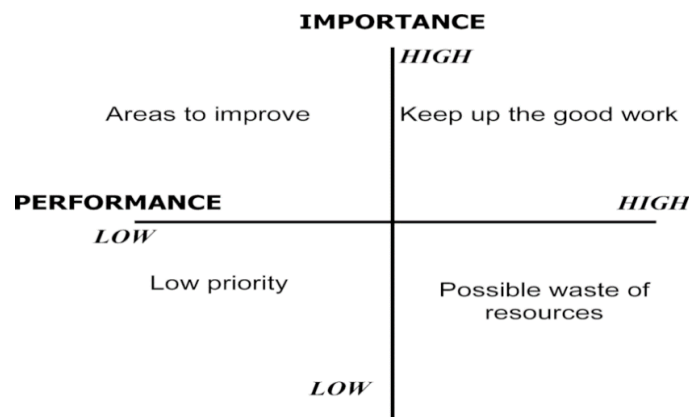 IMPORTANCE
HIGH
Areas to improve
Keep up the good work
PERFORMANCE
HIGH
LOW
Low priority
Possible waste of
resources
LOW